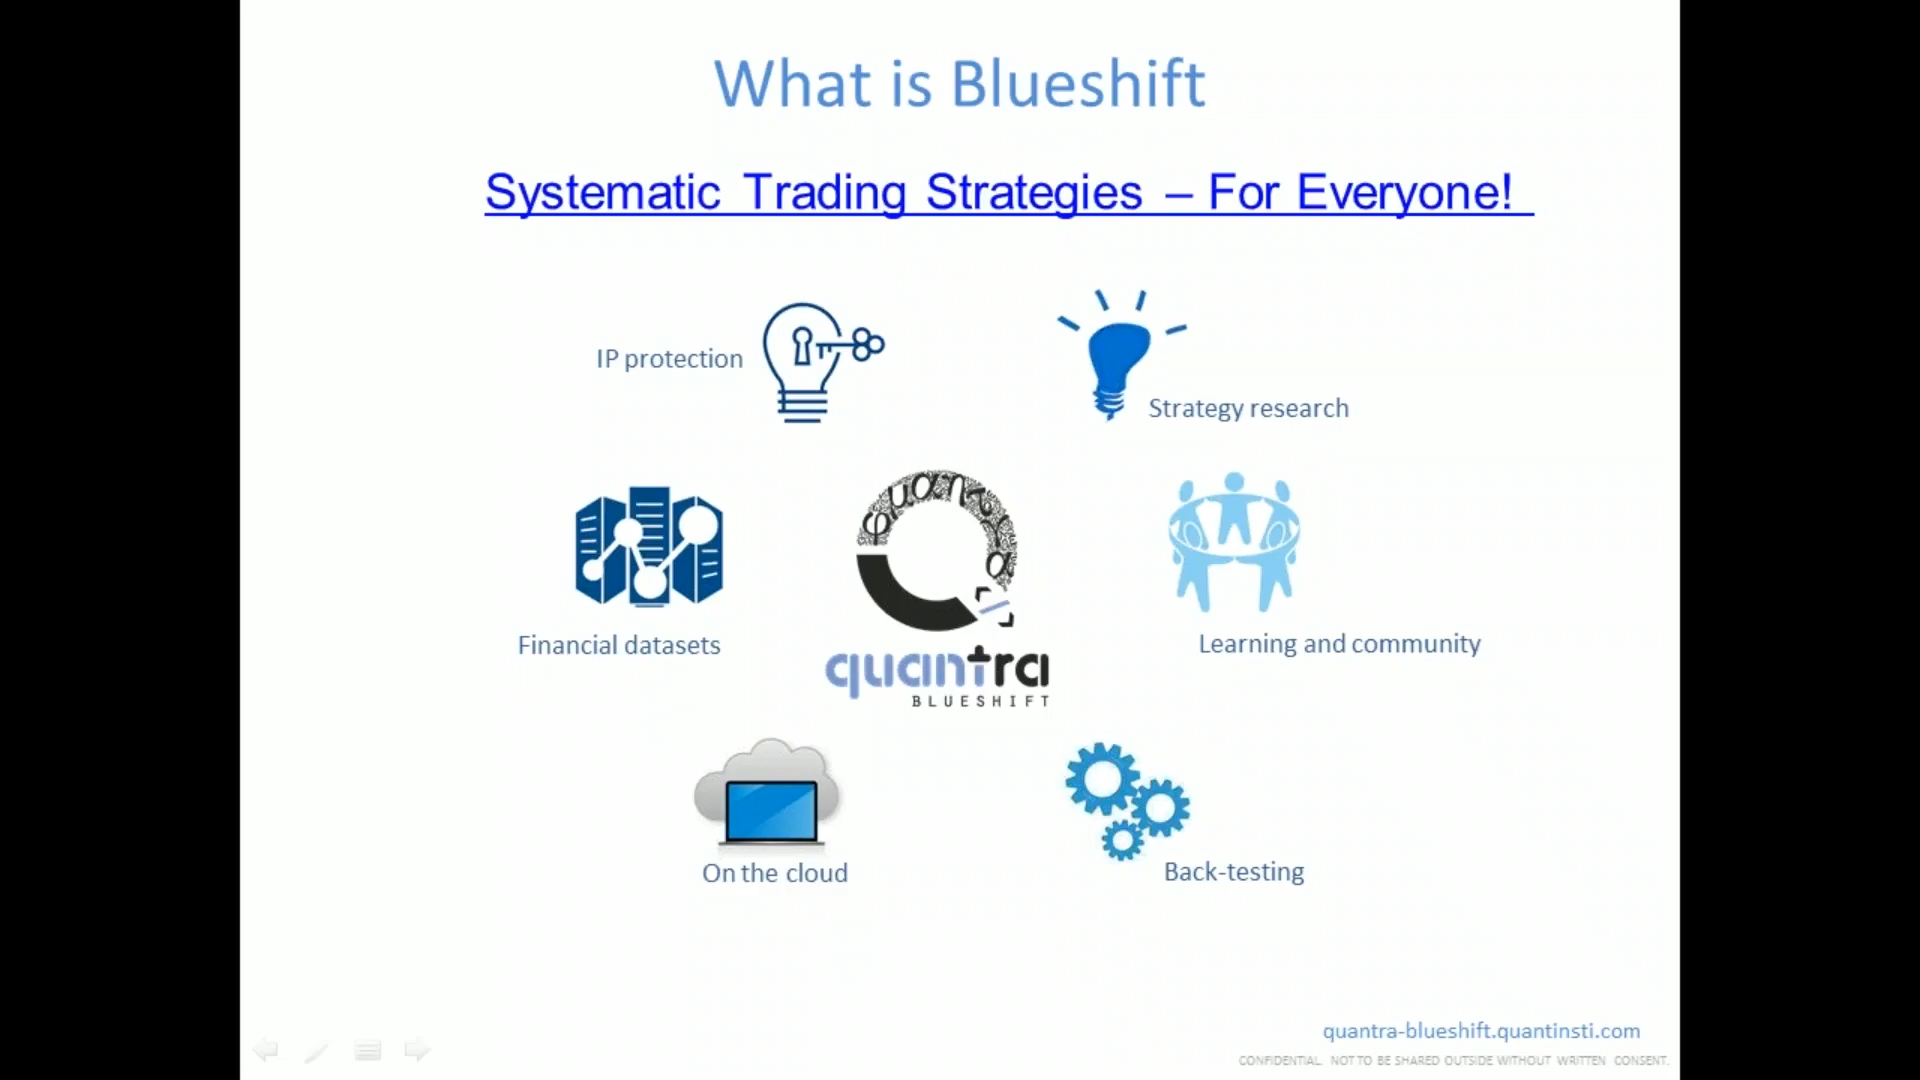 What is Blueshift
Systematic Trading Strategies – For Everyone!
IP protection
Strategy research
quantra
Financial datasets
Learning and community
quantra
BLUESHIFT
On the cloud
Back-testing
quantra-blueshift.quantinsti.com
CONFIDENTIAL. NOT TO BE SHARED OUTSIDE WITHOUT WRITTEN CONSENT.